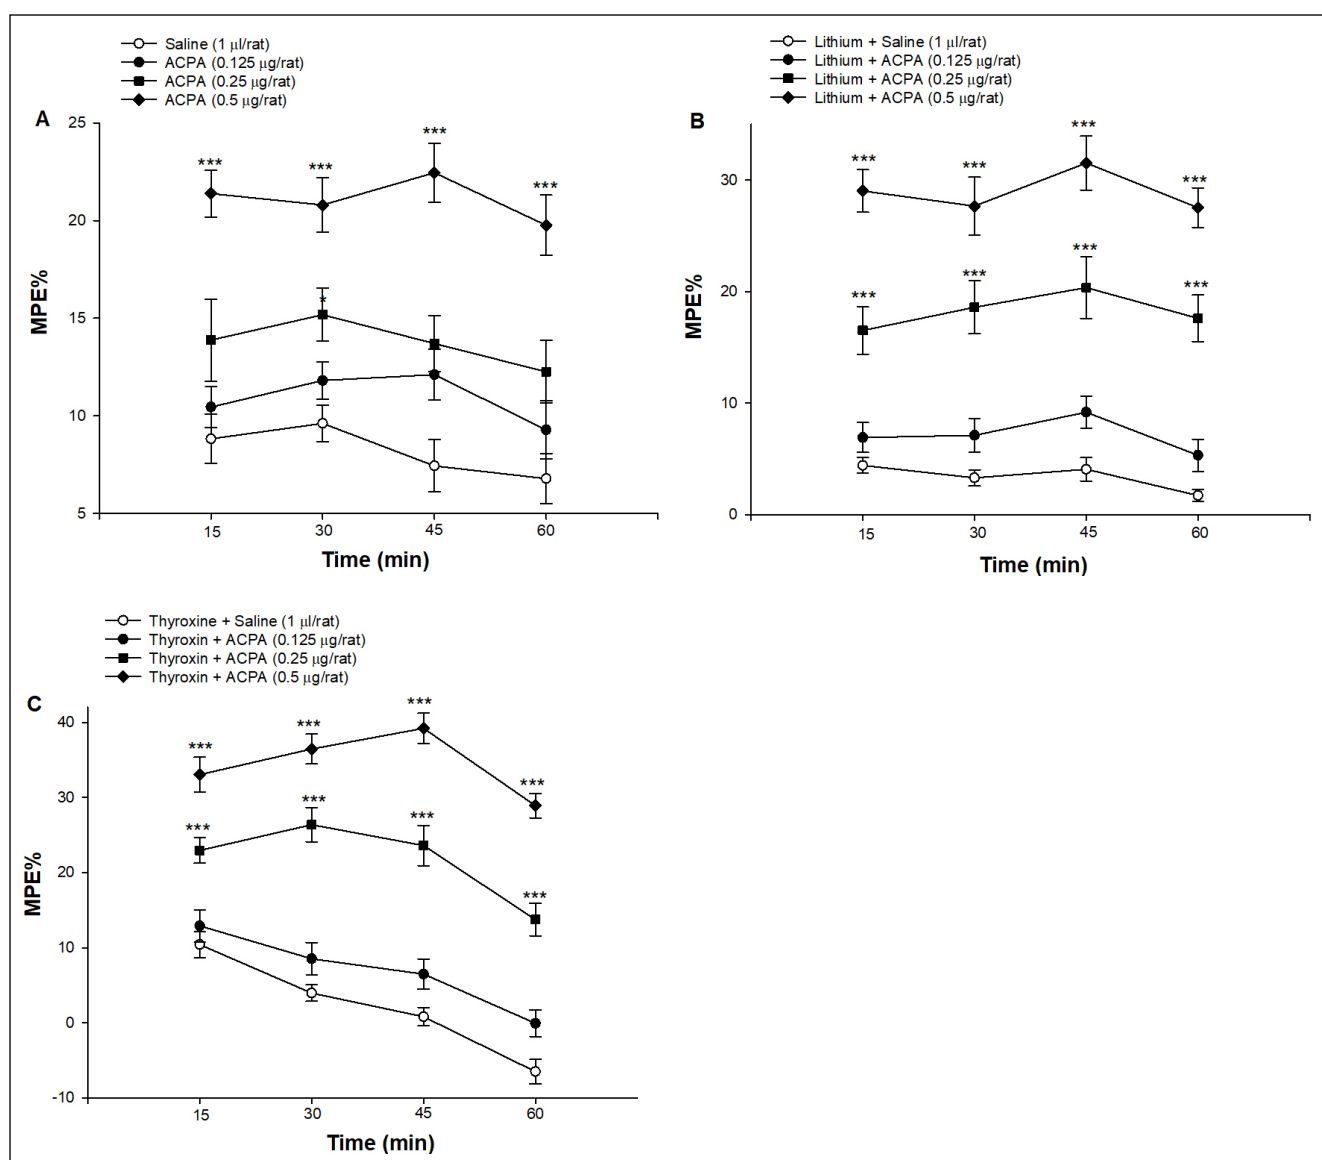 Saline (1 µl/rat)
ACPA (0.125 µg/rat)
ACPA (0.25 µg/rat)
ACPA (0.5 µg/rat)
A
25
20
15
10
5
MPE%
***
***
***
***
*
15 30 45 60
Time (min)
Lithium + Saline (1 µl/rat)
Lithium + ACPA (0.125 µg/rat)
Lithium + ACPA (0.25 µg/rat)
Lithium + ACPA (0.5 µg/rat)
B
30
20
10
0
MPE%
***
***
***
***
***
***
***
***
15 30 45 60
Time (min)
Thyroxine + Saline (1 µl/rat)
Thyroxin + ACPA (0.125 µg/rat)
Thyroxin + ACPA (0.25 µg/rat)
Thyroxin + ACPA (0.5 µg/rat)
C
40
30
20
10
0
-10
MPE%
***
***
***
***
***
***
***
***
15 30 45 60
Time (min)